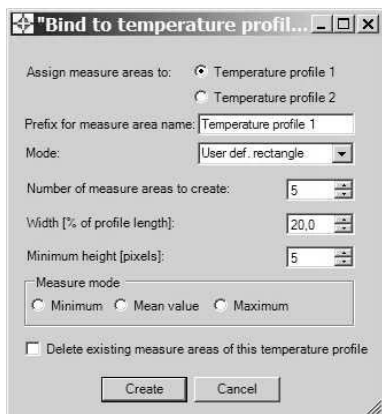 "Bind to temperature profil...
Assign measure areas to: Temperature profile 1
Temperature profile 2
Prefix for measure area name: Temperature profile 1
Mode: User def. rectangle
Number of measure areas to create: 5
Width [% of profile length]: 20,0
Minimum height [pixels]: 5
Measure mode
Minimum Mean value Maximum
Delete existing measure areas of this temperature profile
Create Cancel